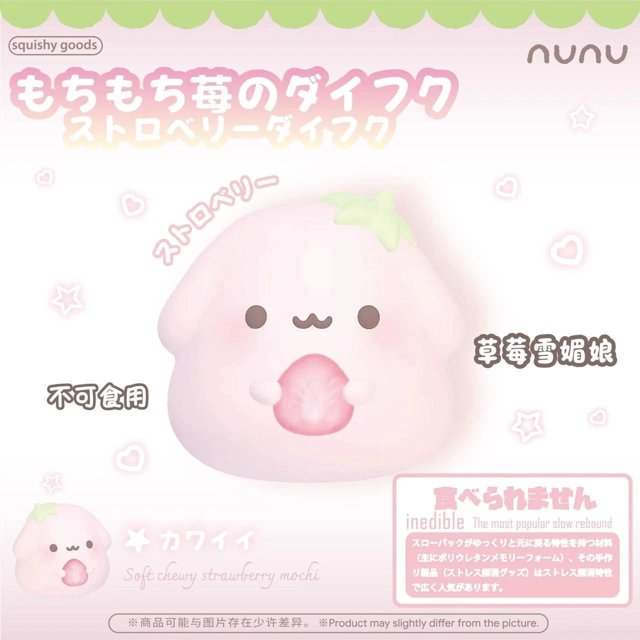 squishy goods
nunu
もちもち苺のダイフク
ストロベリーダイフク
ストロベリー
草莓雪媚娘
不可食用
食べられません
inedible The most popular slow rebound
スローバックがゆっくりと元に戻る特性を持つ材料
(主にポリウレタンメモリーフォーム)、その手作
り製品(ストレス解消グッズ)はストレス解消特性
で広く人気があります。
カワイイ
Soft chewy strawberry mochi
※商品可能与图片存在少许差异。 ※Product may slightly differ from the picture.